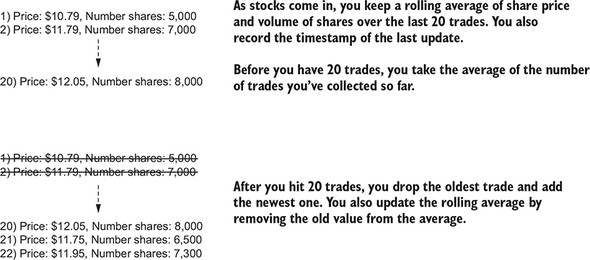 1) Price: $10.79, Number shares: 5,000
2) Price: $11.79, Number shares: 7,000
20) Price: $12.05, Number shares: 8,000
As stocks come in, you keep a rolling average of share price
and volume of shares over the last 20 trades. You also
record the timestamp of the last update.
Before you have 20 trades, you take the average of the number
of trades you've collected so far.
1) Price: $10.79, Number shares: 5,000
2) Price: $11.79, Number shares: 7,000
20) Price: $12.05, Number shares: 8,000
21) Price: $11.75, Number shares: 6,500
22) Price: $11.95, Number shares: 7,300
After you hit 20 trades, you drop the oldest trade and add
the newest one. You also update the rolling average by
removing the old value from the average.